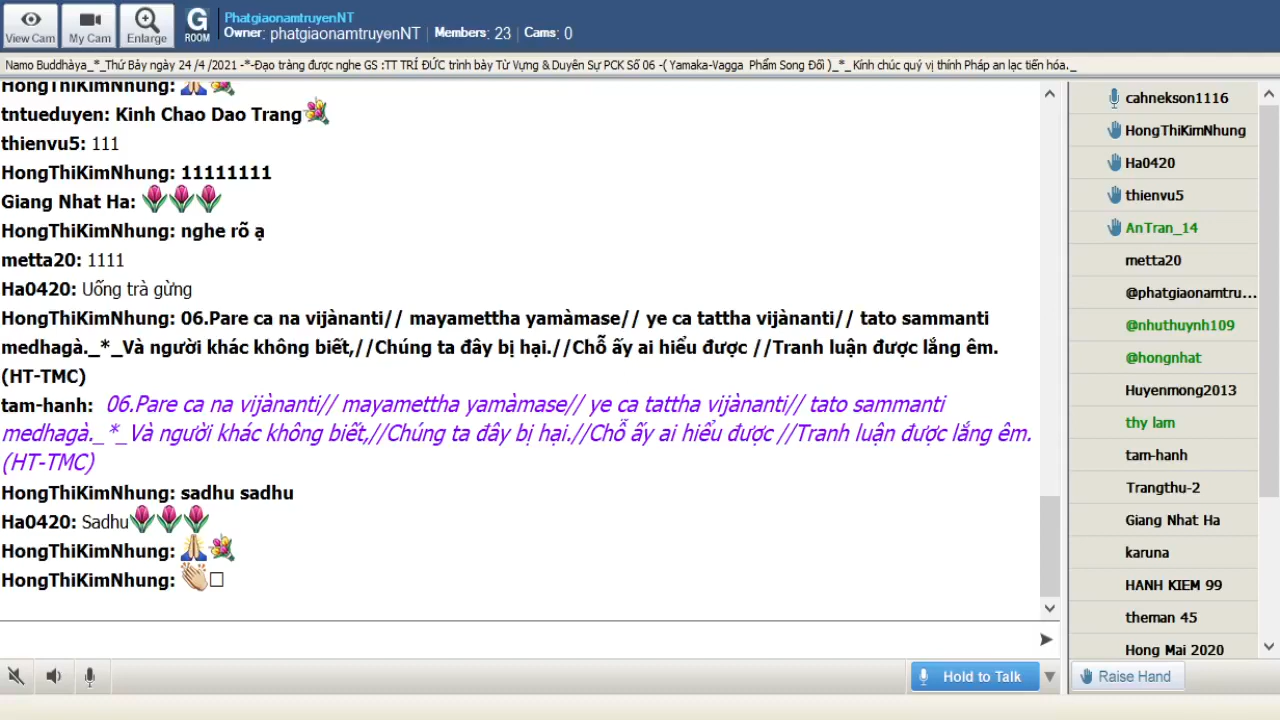 View Cam
My Cam
Enlarge
G
ROOM
PhatgiaonamtruyenNT
Owner: phatgiaonamtruyenNT | Members: 23 | Cams: 0
Namo Buddhàya_*_Thứ Bảy ngày 24 /4 /2021 -*-Đạo tràng được nghe GS :TT TRÍ ĐỨC trình bày Từ Vựng & Duyên Sự PCK Số 06 -( Yamaka-Vagga Phẩm Song Đối )_*_ Kính chúc quý vị thính Pháp an lạc tiến hóa._
HongThiKimNhung:
tntueduyen: Kinh Chao Dao Trang
thienvu5: 111
HongThiKimNhung: 11111111
Giang Nhat Ha:
HongThiKimNhung: nghe rõ ạ
metta20: 1111
Ha0420: Uống trà gừng
HongThiKimNhung: 06.Pare ca na vijànanti// mayamettha yamàmase// ye ca tattha vijànanti// tato sammanti
medhagà._*_Và người khác không biết,//Chúng ta đây bị hại.//Chỗ ấy ai hiểu được //Tranh luận được lắng êm.
(HT-TMC)
tam-hanh: 06.Pare ca na vijànanti// mayamettha yamàmase// ye ca tattha vijànanti// tato sammanti
medhagà._*_Và người khác không biết,//Chúng ta đây bị hại.//Chỗ ấy ai hiểu được //Tranh luận được lắng êm.
(HT-TMC)
HongThiKimNhung: sadhu sadhu
Ha0420: Sadhu
HongThiKimNhung:
HongThiKimNhung:
Hold to Talk
cahnekson1116
HongThiKimNhung
Ha0420
thienvu5
AnTran_14
metta20
@phatgiaonamtru...
@nhuthuynh109
@hongnhat
Huyenmong2013
thy lam
tam-hanh
Trangthu-2
Giang Nhat Ha
karuna
HANH KIEM 99
theman 45
Hong Mai 2020
Raise Hand